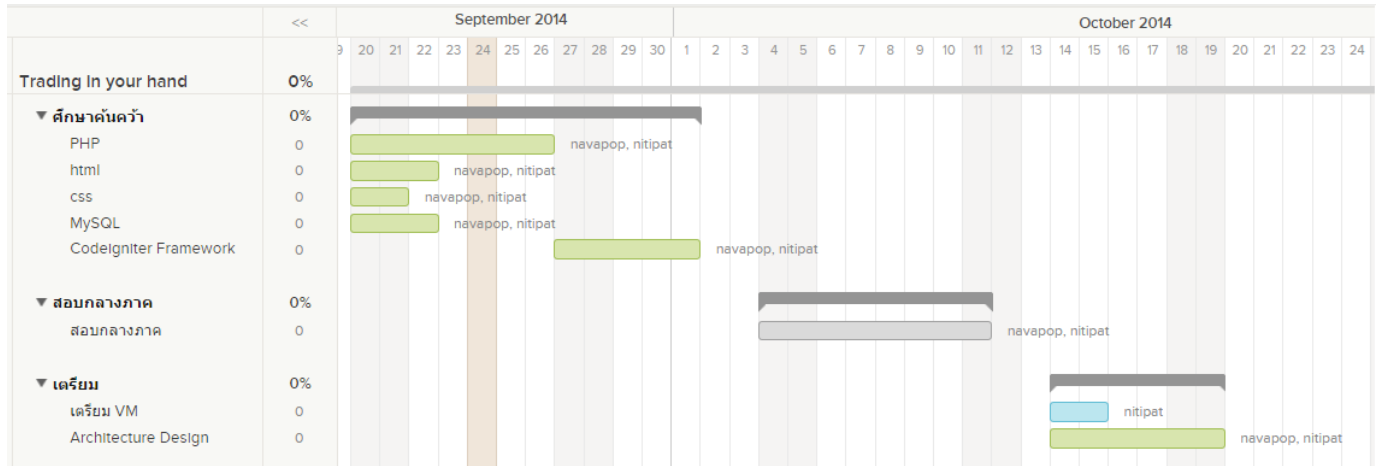 << September 2014 October 2014
9 20 21 22 23 24 25 26 27 28 29 30 1 2 3 4 5 6 7 8 9 10 11 12 13 14 15 16 17 18 19 20 21 22 23 24
Trading in your hand 0%
ศึกษาค้นคว้า 0%
PHP 0 navapop, nitipat
html 0 navapop, nitipat
css 0 navapop, nitipat
MySQL 0 navapop, nitipat
CodeIgniter Framework 0 navapop, nitipat
สอบกลางภาค 0%
สอบกลางภาค 0 navapop, nitipat
เตรียม 0%
เตรียม VM 0 nitipat
Architecture Design 0 navapop, nitipat